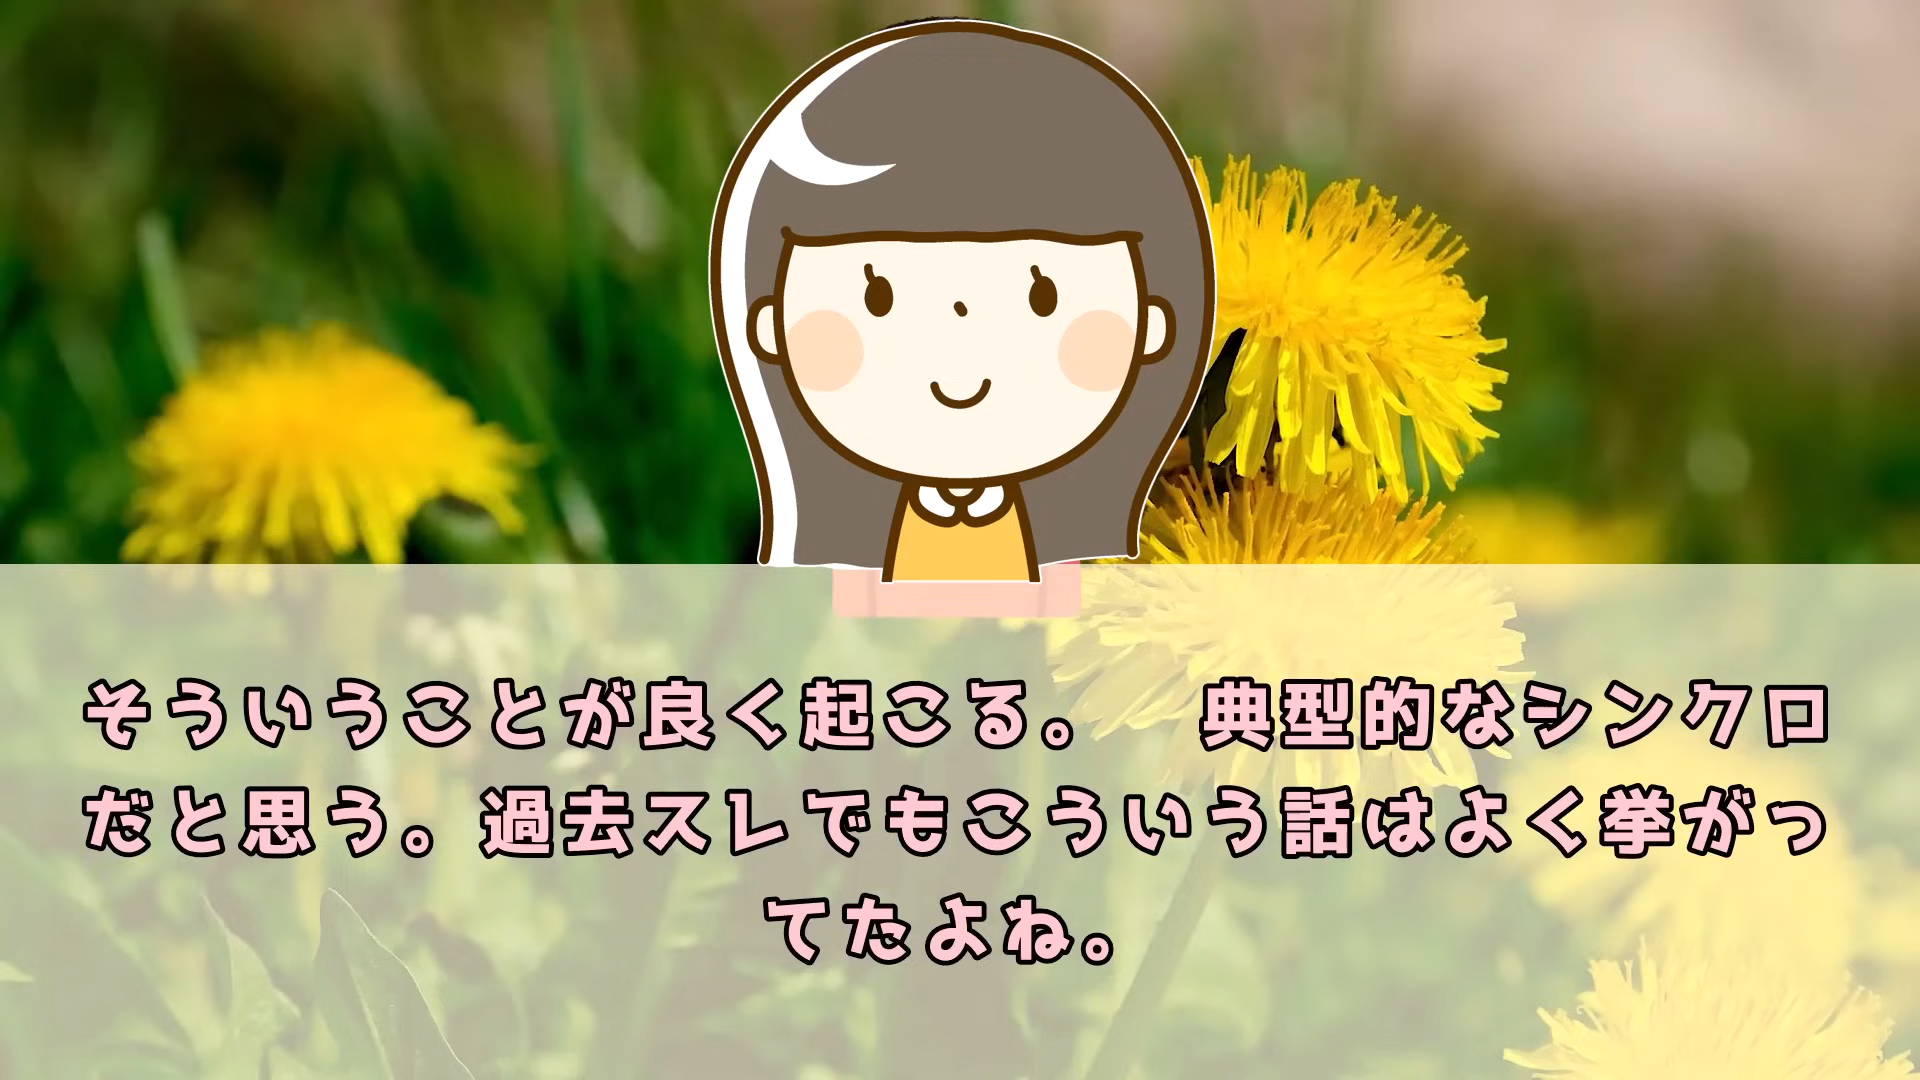 そういうことが良く起こる。　典型的なシンクロ
だと思う。過去スレでもこういう話はよく挙がっ
てたよね。